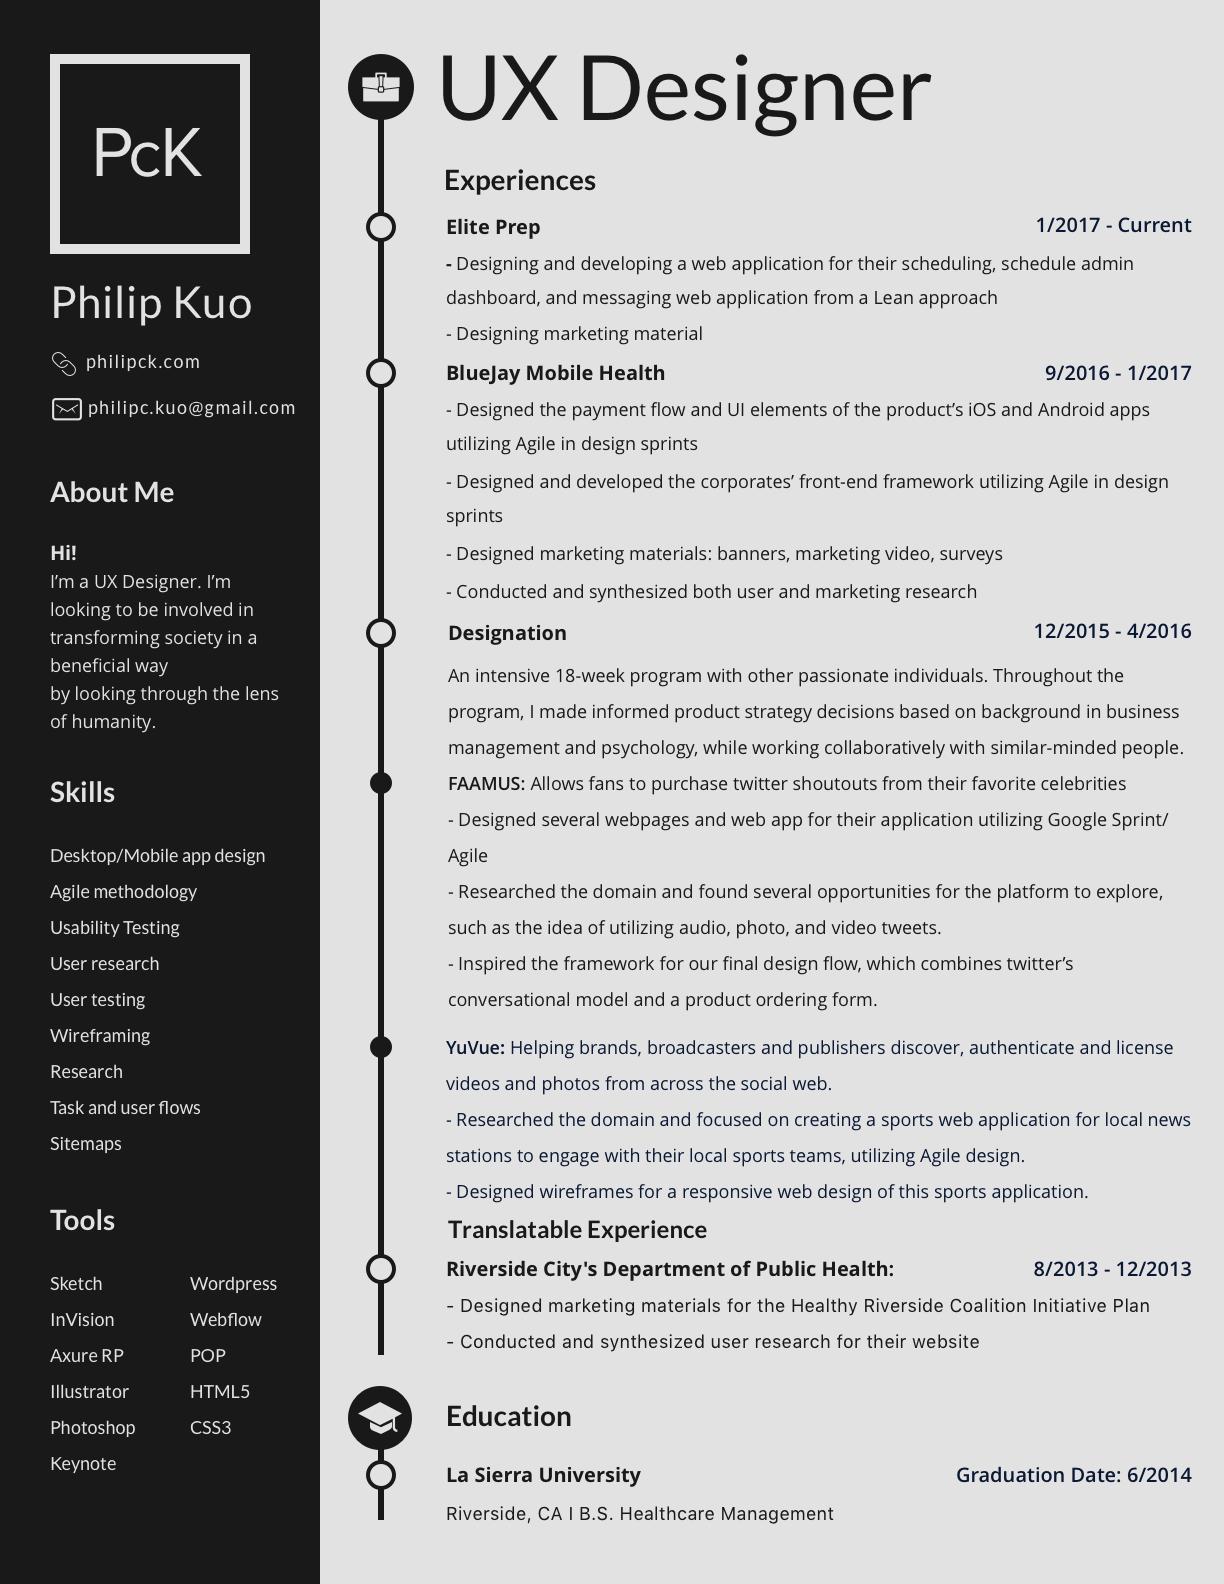 PcK
Philip Kuo
philipck.com
philipc.kuo@gmail.com
About Me
Hi!
I’m a UX Designer. I’m
looking to be involved in
transforming society in a
beneficial way
by looking through the lens
of humanity.
Skills
Desktop/Mobile app design
Agile methodology
Usability Testing
User research
User testing
Wireframing
Research
Task and user flows
Sitemaps
Tools
Sketch Wordpress
InVision Webflow
Axure RP POP
Illustrator HTML5
Photoshop CSS3
Keynote
UX Designer
Experiences
Elite Prep 1/2017 - Current
- Designing and developing a web application for their scheduling, schedule admin
dashboard, and messaging web application from a Lean approach
- Designing marketing material
BlueJay Mobile Health 9/2016 - 1/2017
- Designed the payment flow and UI elements of the product’s iOS and Android apps
utilizing Agile in design sprints
- Designed and developed the corporates’ front-end framework utilizing Agile in design
sprints
- Designed marketing materials: banners, marketing video, surveys
- Conducted and synthesized both user and marketing research
Designation 12/2015 - 4/2016
An intensive 18-week program with other passionate individuals. Throughout the
program, I made informed product strategy decisions based on background in business
management and psychology, while working collaboratively with similar-minded people.
FAAMUS: Allows fans to purchase twitter shoutouts from their favorite celebrities
- Designed several webpages and web app for their application utilizing Google Sprint/
Agile
- Researched the domain and found several opportunities for the platform to explore,
such as the idea of utilizing audio, photo, and video tweets.
- Inspired the framework for our final design flow, which combines twitter’s
conversational model and a product ordering form.
YuVue: Helping brands, broadcasters and publishers discover, authenticate and license
videos and photos from across the social web.
- Researched the domain and focused on creating a sports web application for local news
stations to engage with their local sports teams, utilizing Agile design.
- Designed wireframes for a responsive web design of this sports application.
Translatable Experience
Riverside City's Department of Public Health: 8/2013 - 12/2013
- Designed marketing materials for the Healthy Riverside Coalition Initiative Plan
- Conducted and synthesized user research for their website
Education
La Sierra University Graduation Date: 6/2014
Riverside, CA I B.S. Healthcare Management